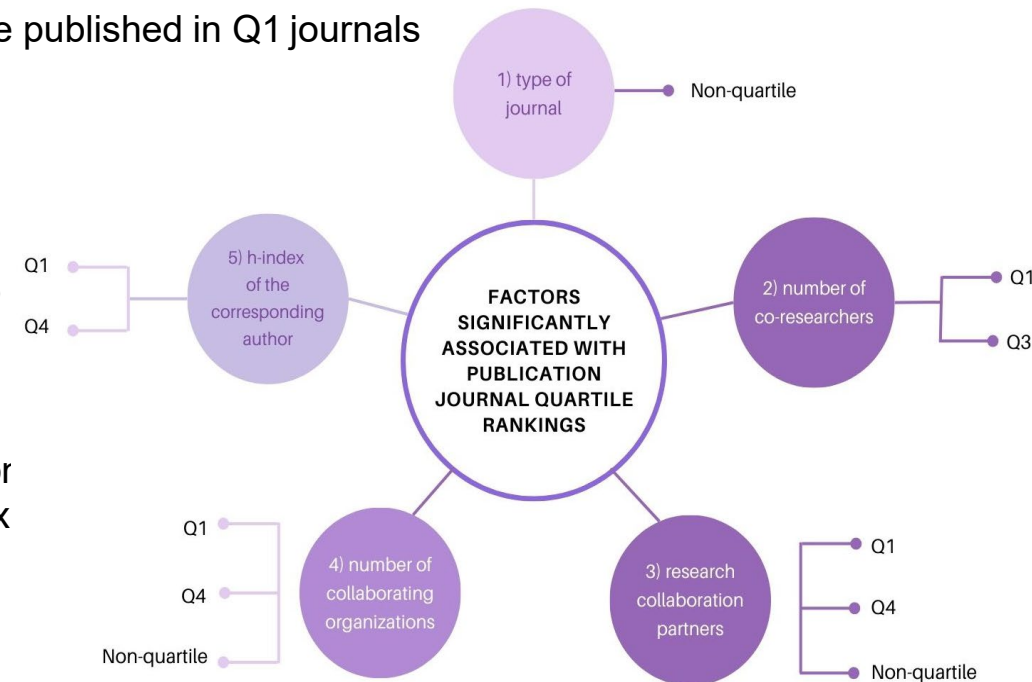 e published in Q1 journals
1) type of
journal
Non-quartile
5) h-index
of the
corresponding
author
Q1
Q4
FACTORS
SIGNIFICANTLY
ASSOCIATED WITH
PUBLICATION
JOURNAL QUARTILE
RANKINGS
2) number of
co-researchers
Q1
Q3
or
x
4) number of
collaborating
organizations
Q1
Q4
Non-quartile
3) research
collaboration
partners
Q1
Q4
Non-quartile